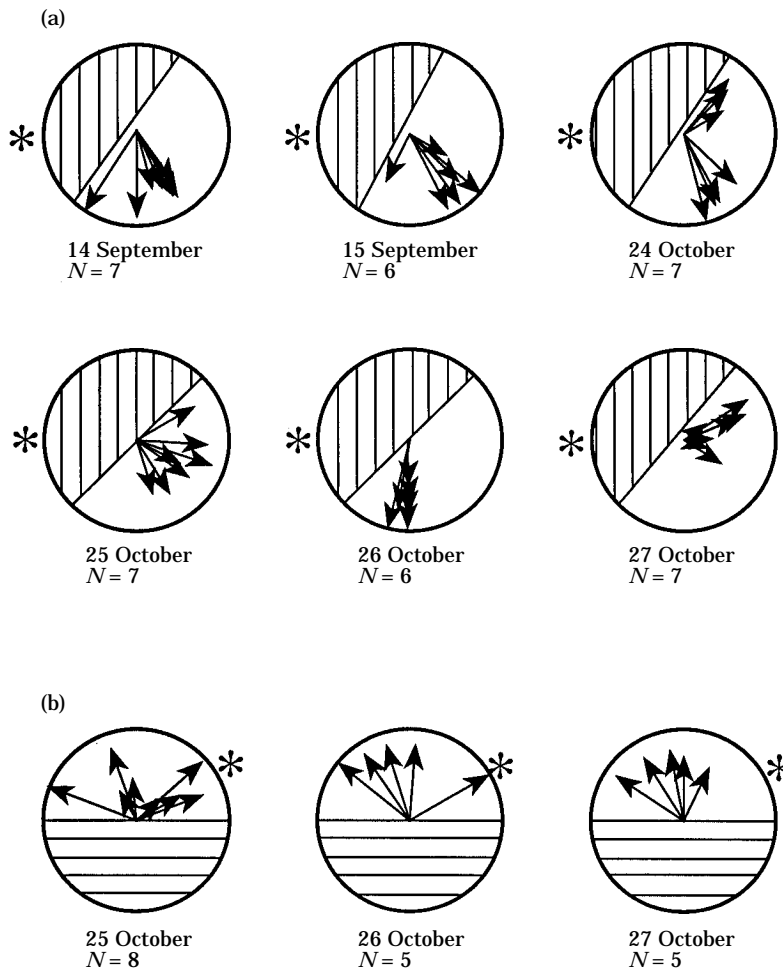 (a)
14 September
N = 7
15 September
N = 6
24 October
N = 7
25 October
N = 7
26 October
N = 6
27 October
N = 7
(b)
25 October
N = 8
26 October
N = 5
27 October
N = 5